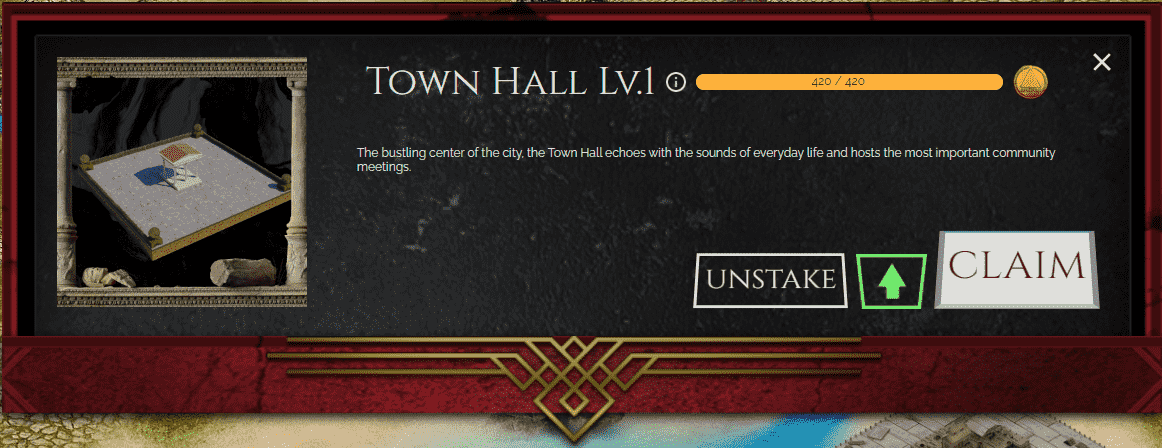 Town Hall Lv.1
420 / 420
The bustling center of the city, the Town Hall echoes with the sounds of everyday life and hosts the most important community
meetings.
UNSTAKE
CLAIM